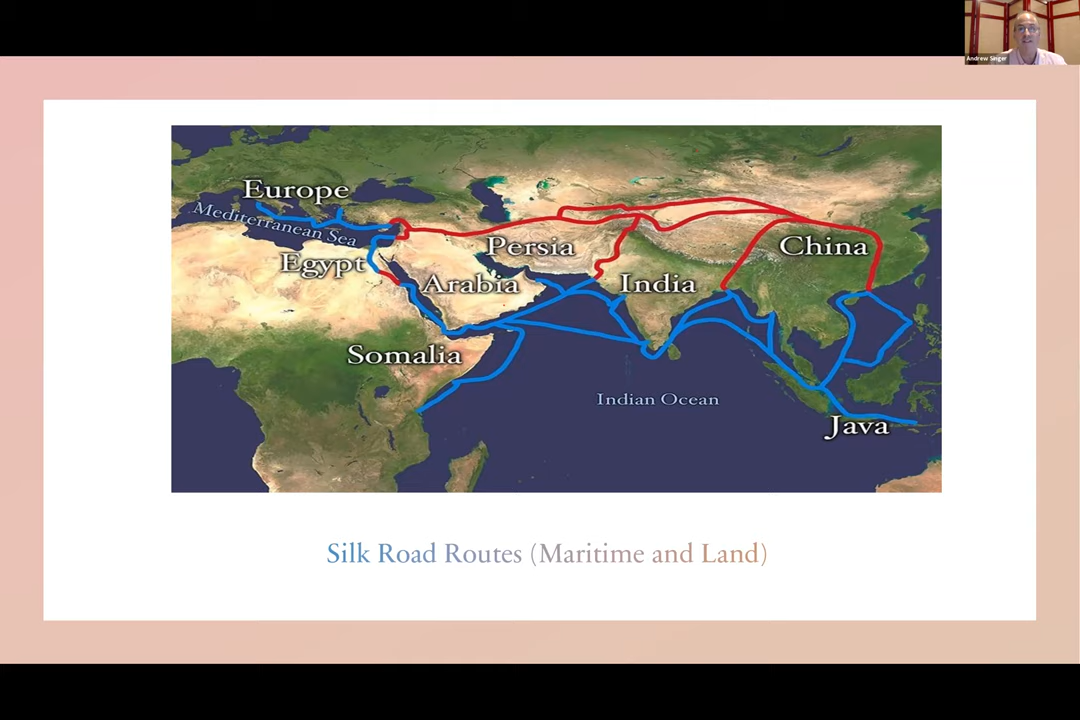 Andrew Singer
Europe
Mediterranean Sea
Egypt
Arabia
Persia
India
China
Somalia
Indian Ocean
Java
Silk Road Routes (Maritime and Land)